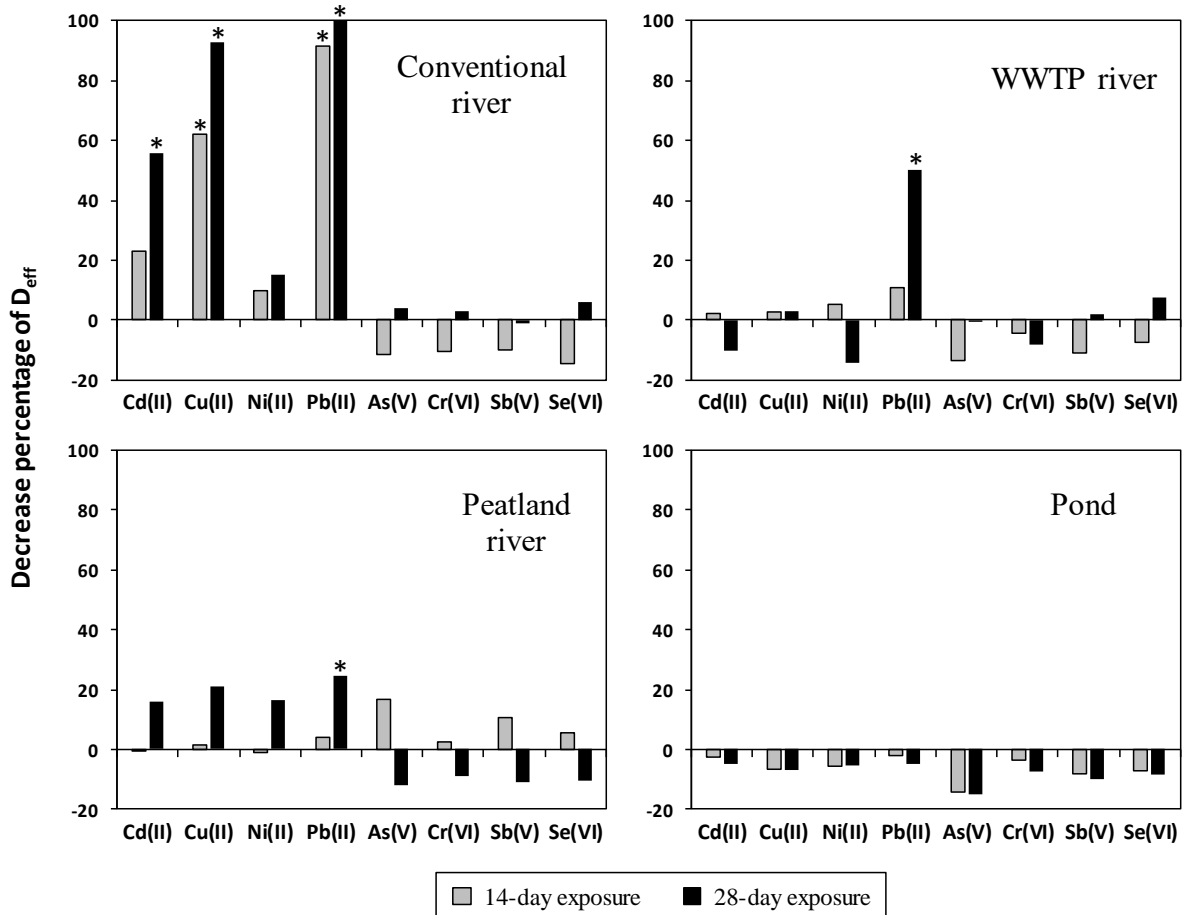 Decrease percentage of Deff
100
80
60
40
20
0
-20
* * * * *
Conventional
river
Cd(II) Cu(II) Ni(II) Pb(II) As(V) Cr(VI) Sb(V) Se(VI)
100
80
60
40
20
0
-20
*
WWTP river
Cd(II) Cu(II) Ni(II) Pb(II) As(V) Cr(VI) Sb(V) Se(VI)
100
80
60
40
20
0
-20
*
Peatland
river
Cd(II) Cu(II) Ni(II) Pb(II) As(V) Cr(VI) Sb(V) Se(VI)
100
80
60
40
20
0
-20
Pond
Cd(II) Cu(II) Ni(II) Pb(II) As(V) Cr(VI) Sb(V) Se(VI)
14-day exposure 28-day exposure